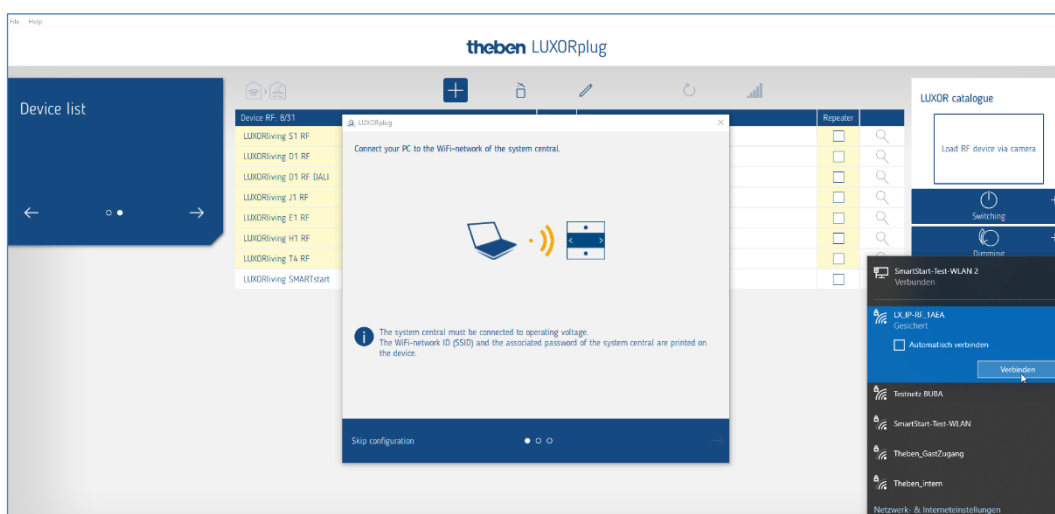 File Help
theben LUXORplug
Device list
Device RF: 8/31
Repeater
LUXORliving S1 RF
LUXORliving D1 RF
LUXORliving D1 RF DALI
LUXORliving J1 RF
LUXORliving E1 RF
LUXORliving H1 RF
LUXORliving T4 RF
LUXORliving SMARTstart
LUXORplug
Connect your PC to the WiFi-network of the system central.
The system central must be connected to operating voltage.
The WiFi-network ID (SSID) and the associated password of the system central are printed on
the device.
Skip configuration
LUXOR catalogue
Load RF device via camera
Switching
Dimming
SmartStart-Test-WLAN 2
Verbunden
LX_IP-RF_1AEA
Gesichert
Automatisch verbinden
Verbinden
Testnetz BUBA
SmartStart-Test-WLAN
Theben_GastZugang
Theben_intern
Netzwerk- & Interneteinstellungen